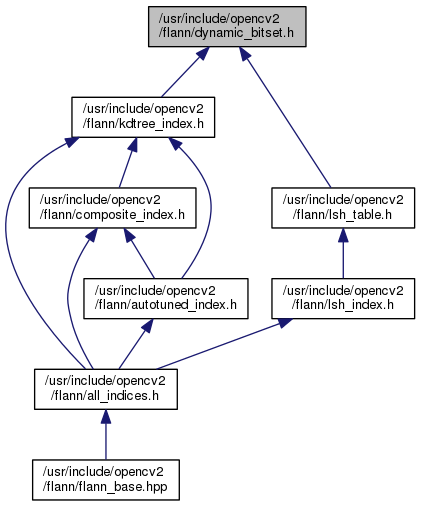 /usr/include/opencv2
/flann/dynamic_bitset.h
/usr/include/opencv2
/flann/kdtree_index.h
/usr/include/opencv2
/flann/composite_index.h
/usr/include/opencv2
/flann/lsh_table.h
/usr/include/opencv2
/flann/autotuned_index.h
/usr/include/opencv2
/flann/lsh_index.h
/usr/include/opencv2
/flann/all_indices.h
/usr/include/opencv2
/flann/flann_base.hpp